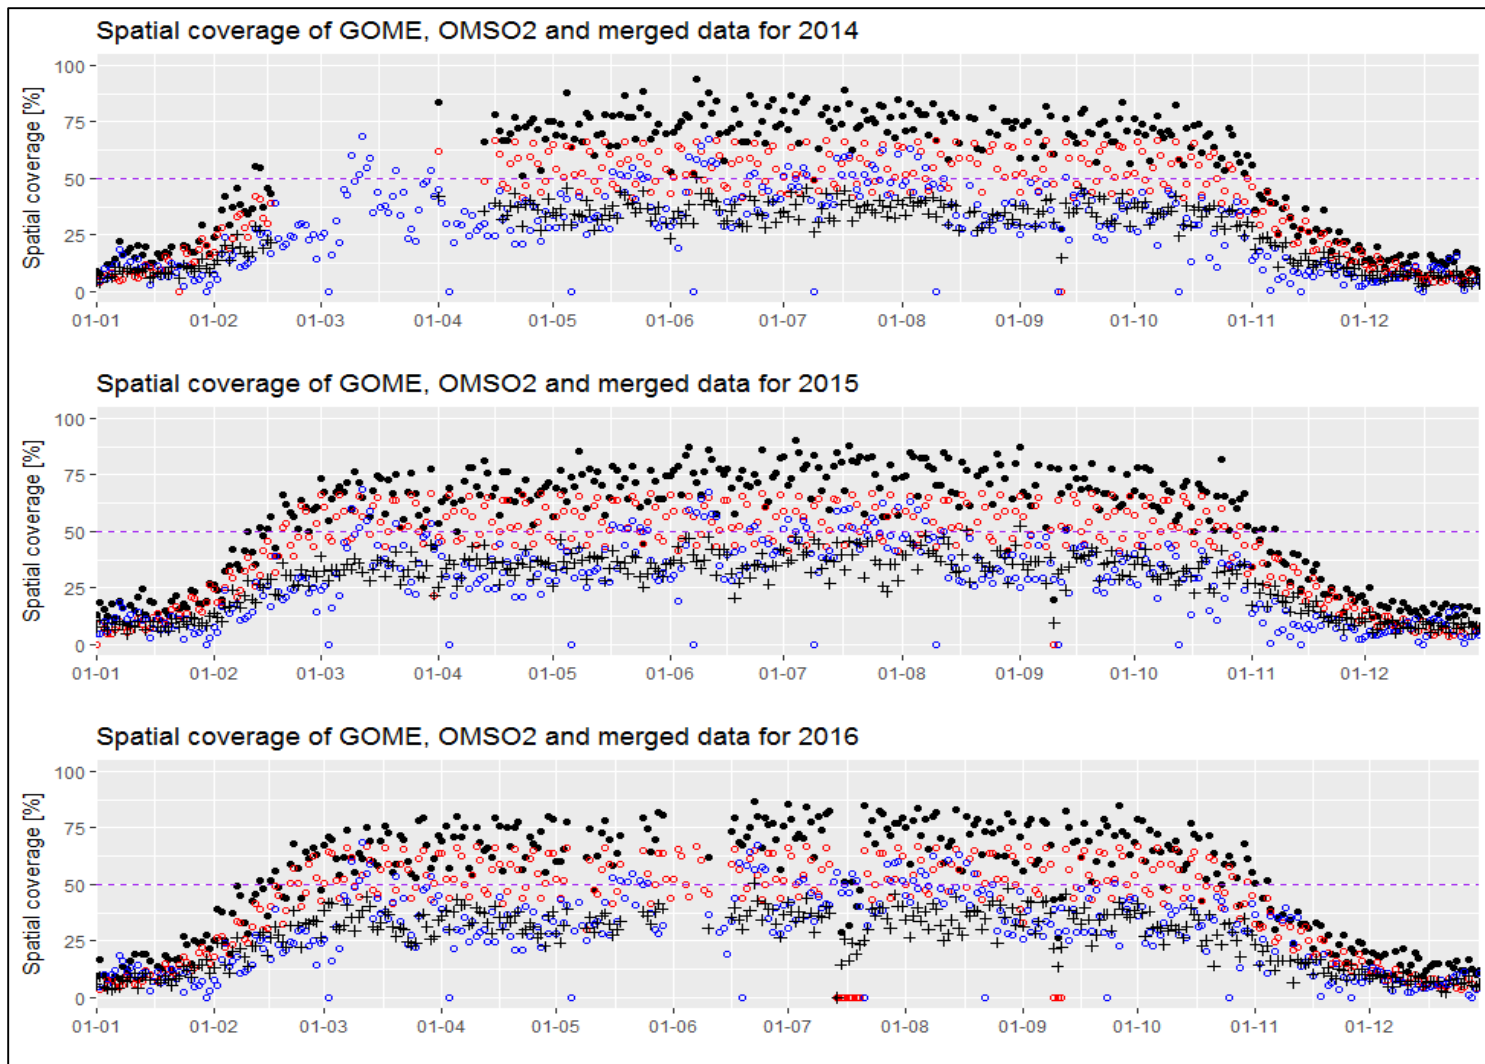 Spatial coverage of GOME, OMSO2 and merged data for 2014
Spatial coverage [%]
100
75
50
25
0
01-01 01-02 01-03 01-04 01-05 01-06 01-07 01-08 01-09 01-10 01-11 01-12
Spatial coverage of GOME, OMSO2 and merged data for 2015
Spatial coverage [%]
100
75
50
25
0
01-01 01-02 01-03 01-04 01-05 01-06 01-07 01-08 01-09 01-10 01-11 01-12
Spatial coverage of GOME, OMSO2 and merged data for 2016
Spatial coverage [%]
100
75
50
25
0
01-01 01-02 01-03 01-04 01-05 01-06 01-07 01-08 01-09 01-10 01-11 01-12